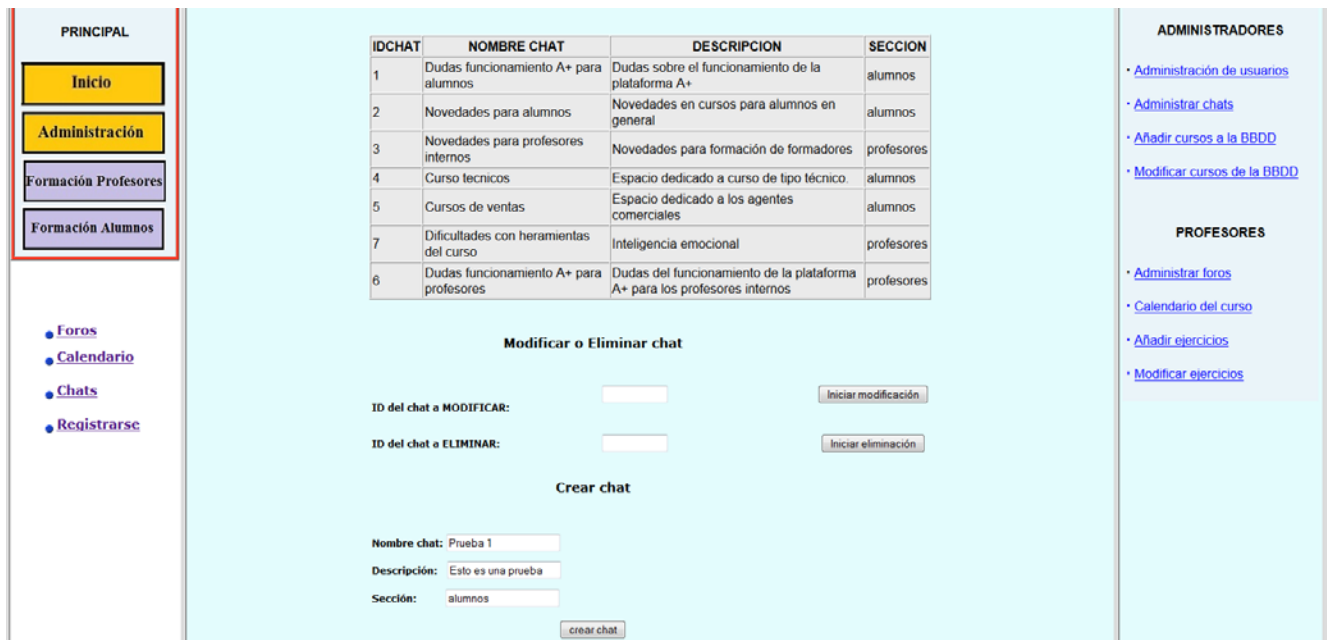 PRINCIPAL
Inicio
Administración
Formación Profesores
Formación Alumnos
Foros
Calendario
Chats
Registrarse
IDCHAT NOMBRE CHAT DESCRIPCION SECCION
1 Dudas funcionamiento A+ para alumnos Dudas sobre el funcionamiento de la plataforma A+ alumnos
2 Novedades para alumnos Novedades en cursos para alumnos en general alumnos
3 Novedades para profesores internos Novedades para formación de formadores profesores
4 Curso tecnicos Espacio dedicado a curso de tipo técnico. alumnos
5 Cursos de ventas Espacio dedicado a los agentes comerciales alumnos
7 Dificultades con heramientas del curso Inteligencia emocional profesores
6 Dudas funcionamiento A+ para profesores Dudas del funcionamiento de la plataforma A+ para los profesores internos profesores
Modificar o Eliminar chat
ID del chat a MODIFICAR: Iniciar modificación
ID del chat a ELIMINAR: Iniciar eliminación
Crear chat
Nombre chat: Prueba 1
Descripción: Esto es una prueba
Sección: alumnos
crear chat
ADMINISTRADORES
· Administración de usuarios
· Administrar chats
· Añadir cursos a la BBDD
· Modificar cursos de la BBDD
PROFESORES
· Administrar foros
· Calendario del curso
· Añadir ejercicios
· Modificar ejercicios